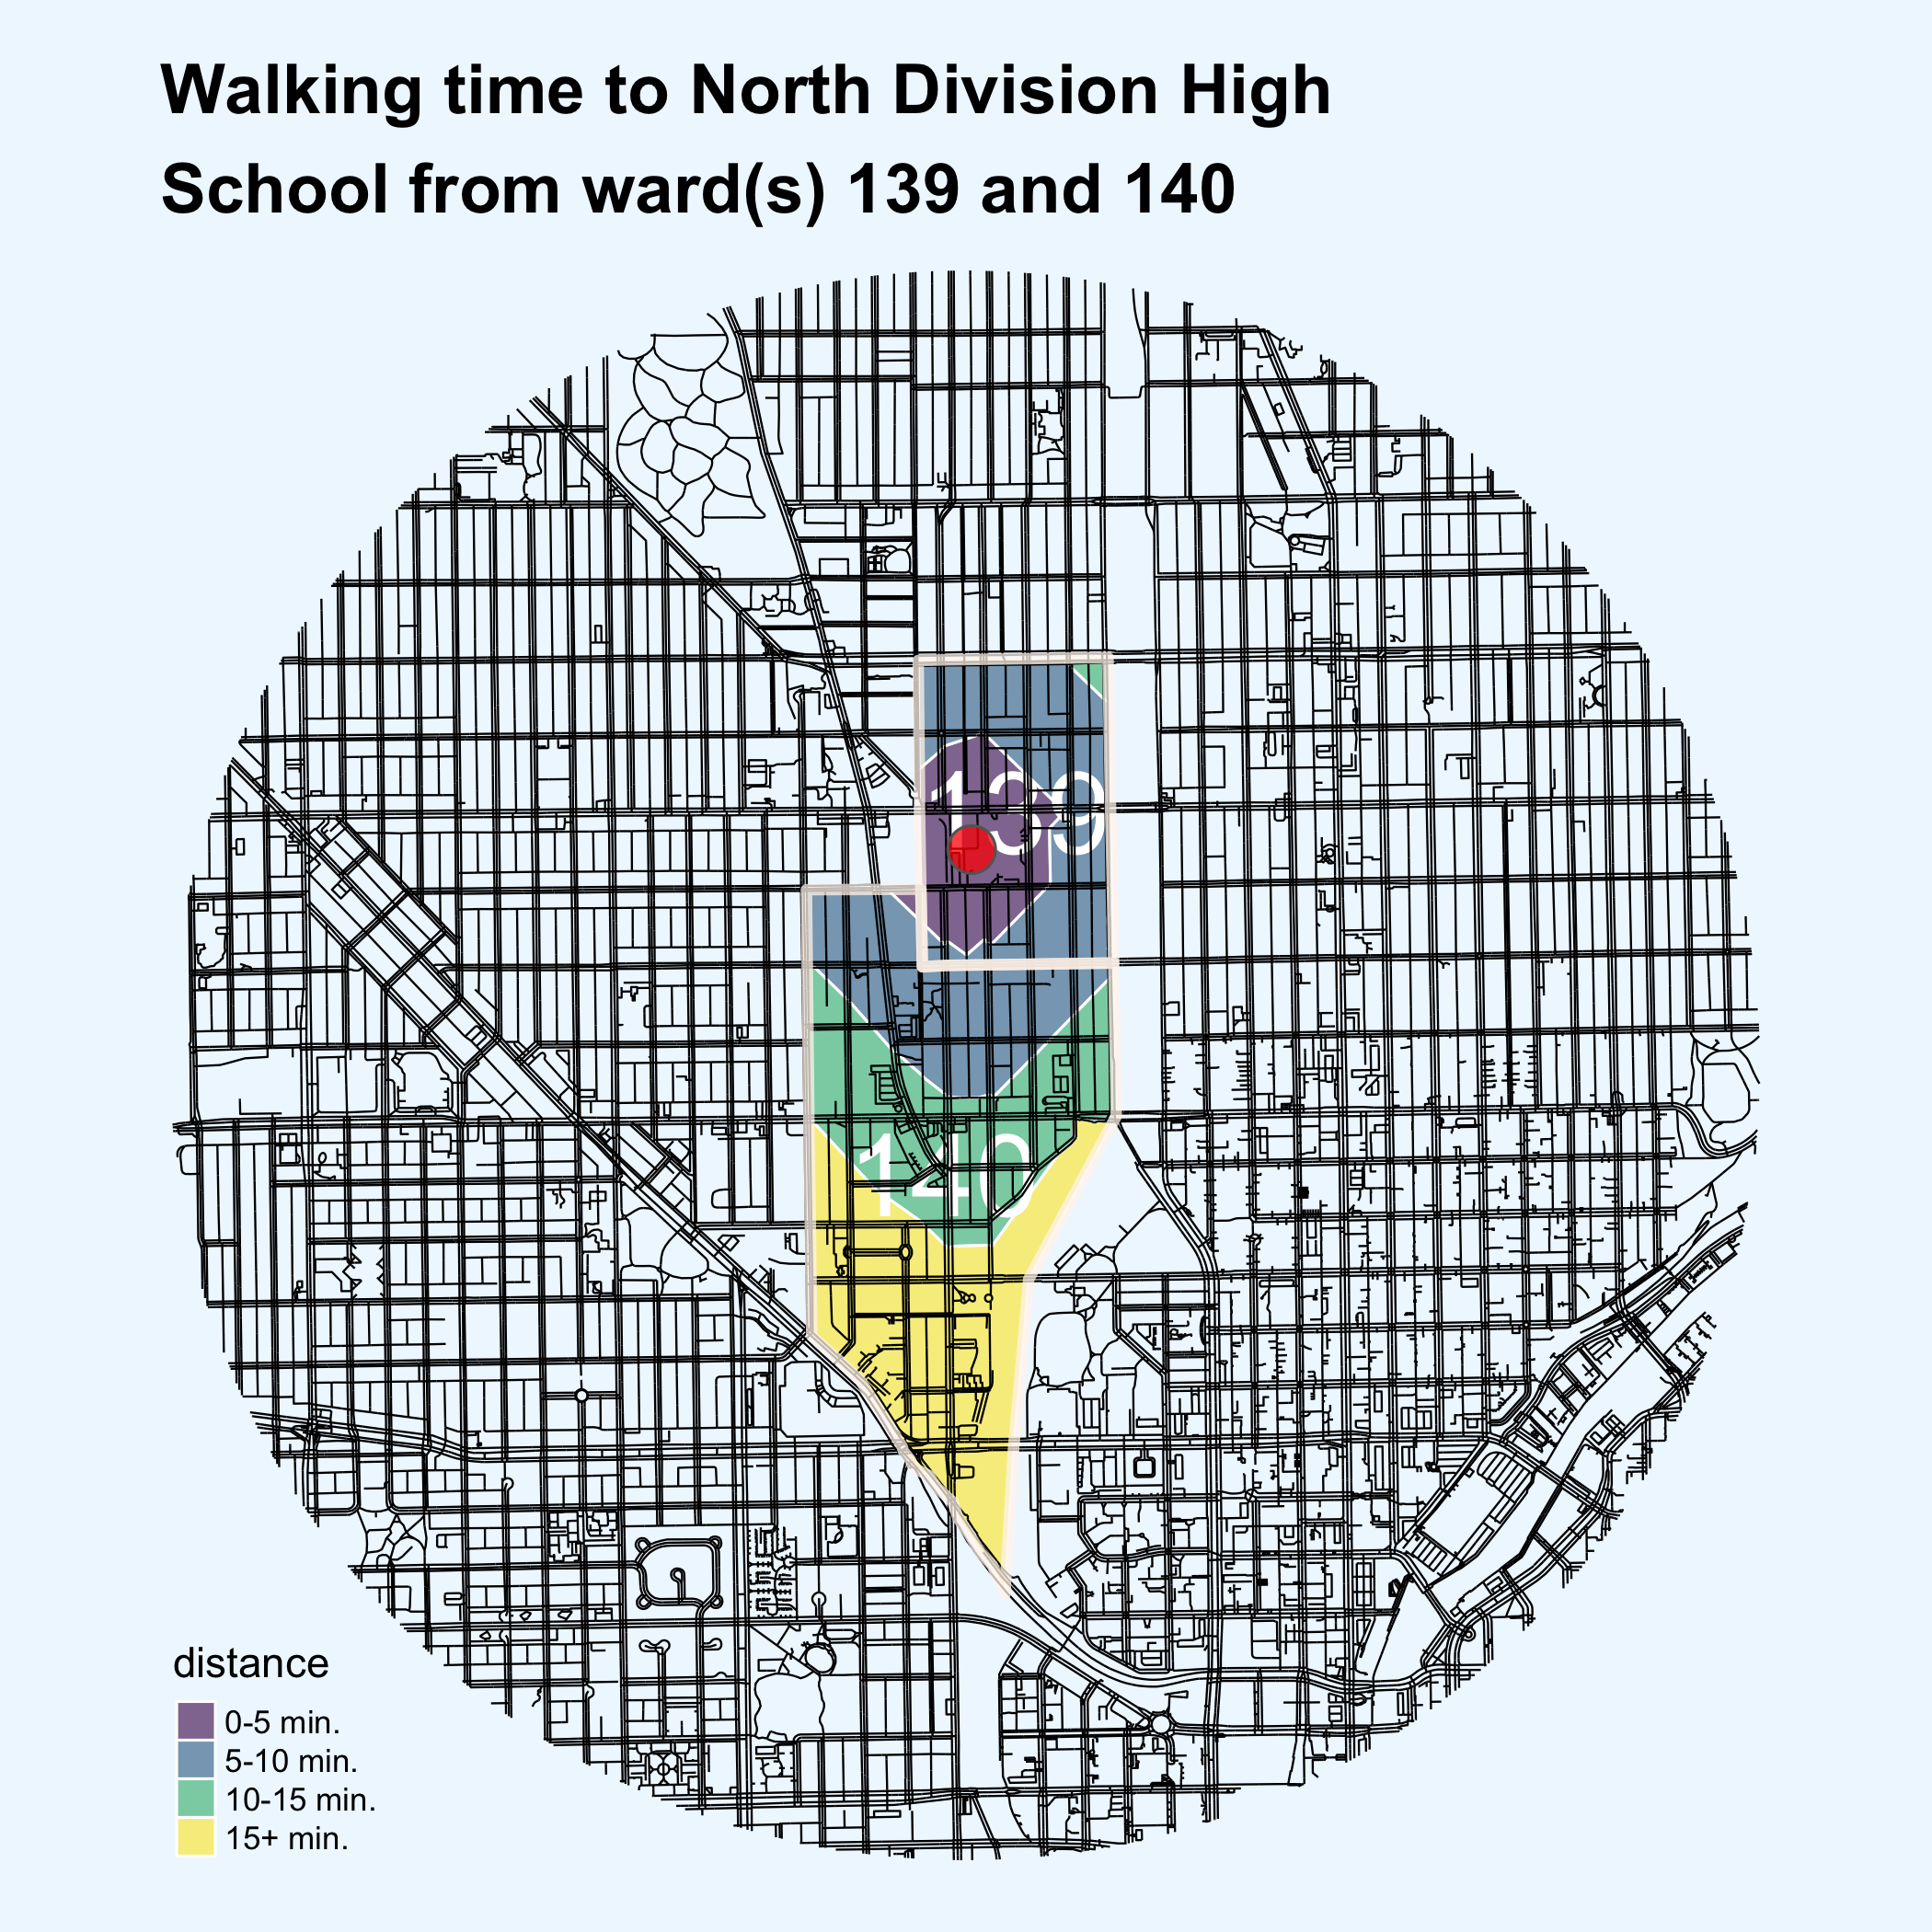 Walking time to North Division High
School from ward(s) 139 and 140
139
140
distance
0-5 min.
5-10 min.
10-15 min.
15+ min.